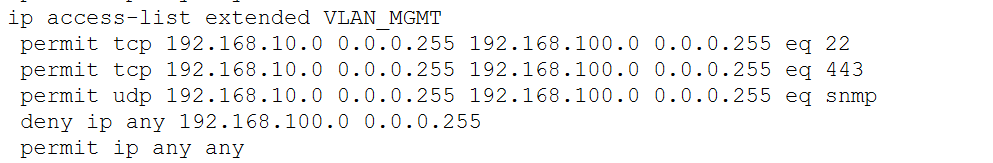 ip access-list extended VLAN_MGMT
permit tcp 192.168.10.0 0.0.0.255 192.168.100.0 0.0.0.255 eq 22
permit tcp 192.168.10.0 0.0.0.255 192.168.100.0 0.0.0.255 eq 443
permit udp 192.168.10.0 0.0.0.255 192.168.100.0 0.0.0.255 eq snmp
deny ip any 192.168.100.0 0.0.0.255
permit ip any any